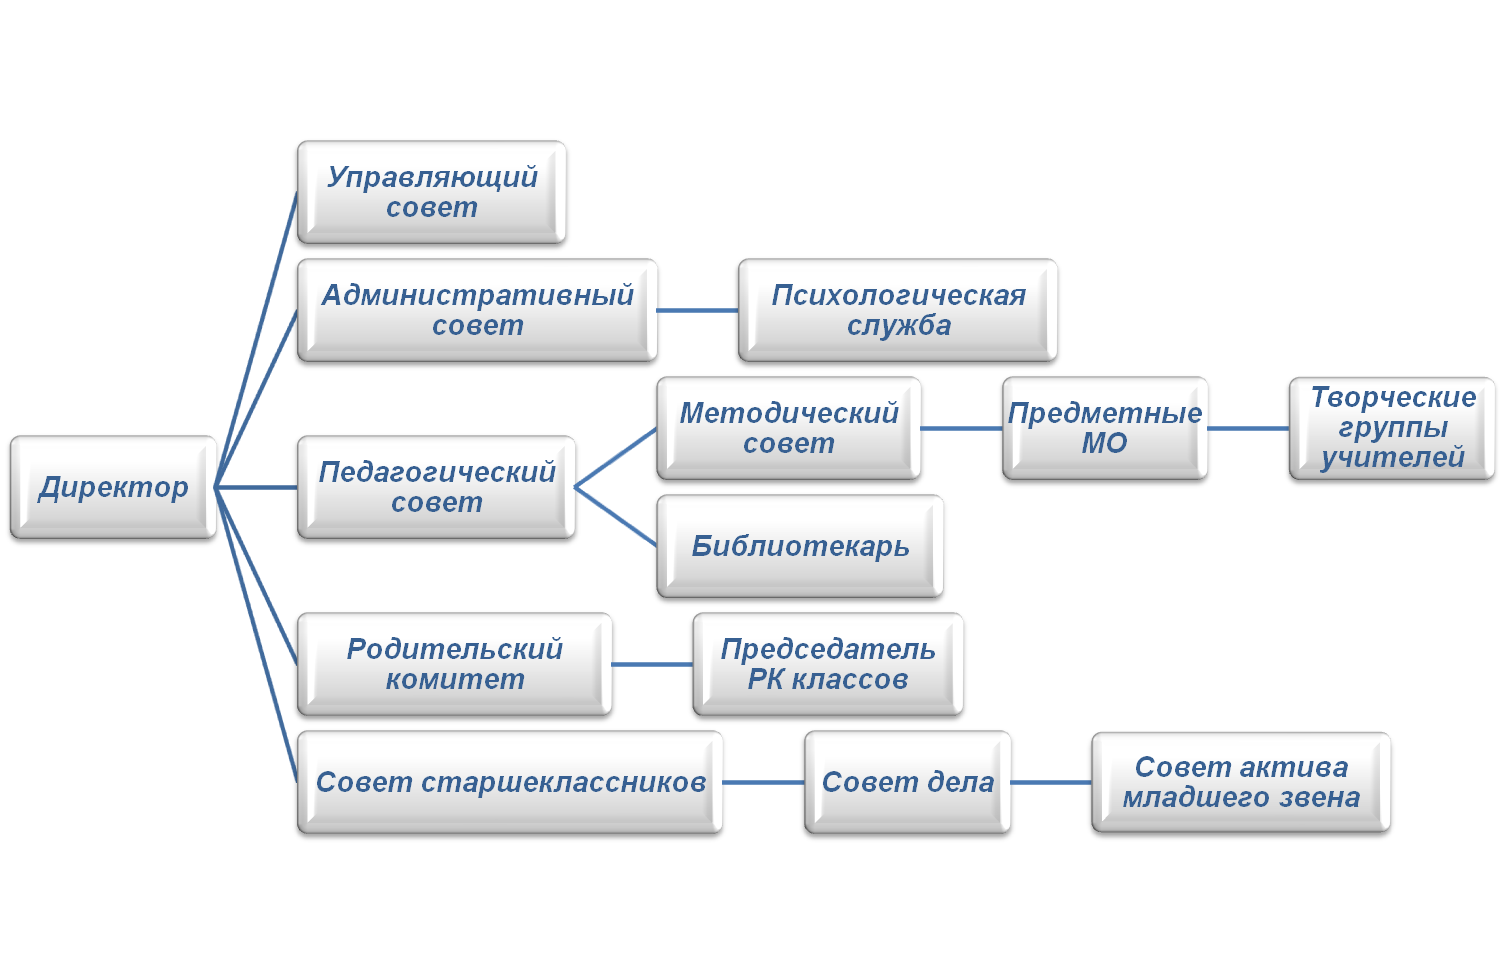 Управляющий
совет
Административный
совет
Психологическая
служба
Директор
Педагогический
совет
Методический
совет
Предметные
МО
Творческие
группы
учителей
Библиотекарь
Родительский
комитет
Председатель
РК классов
Совет старшеклассников
Совет дела
Совет актива
младшего звена